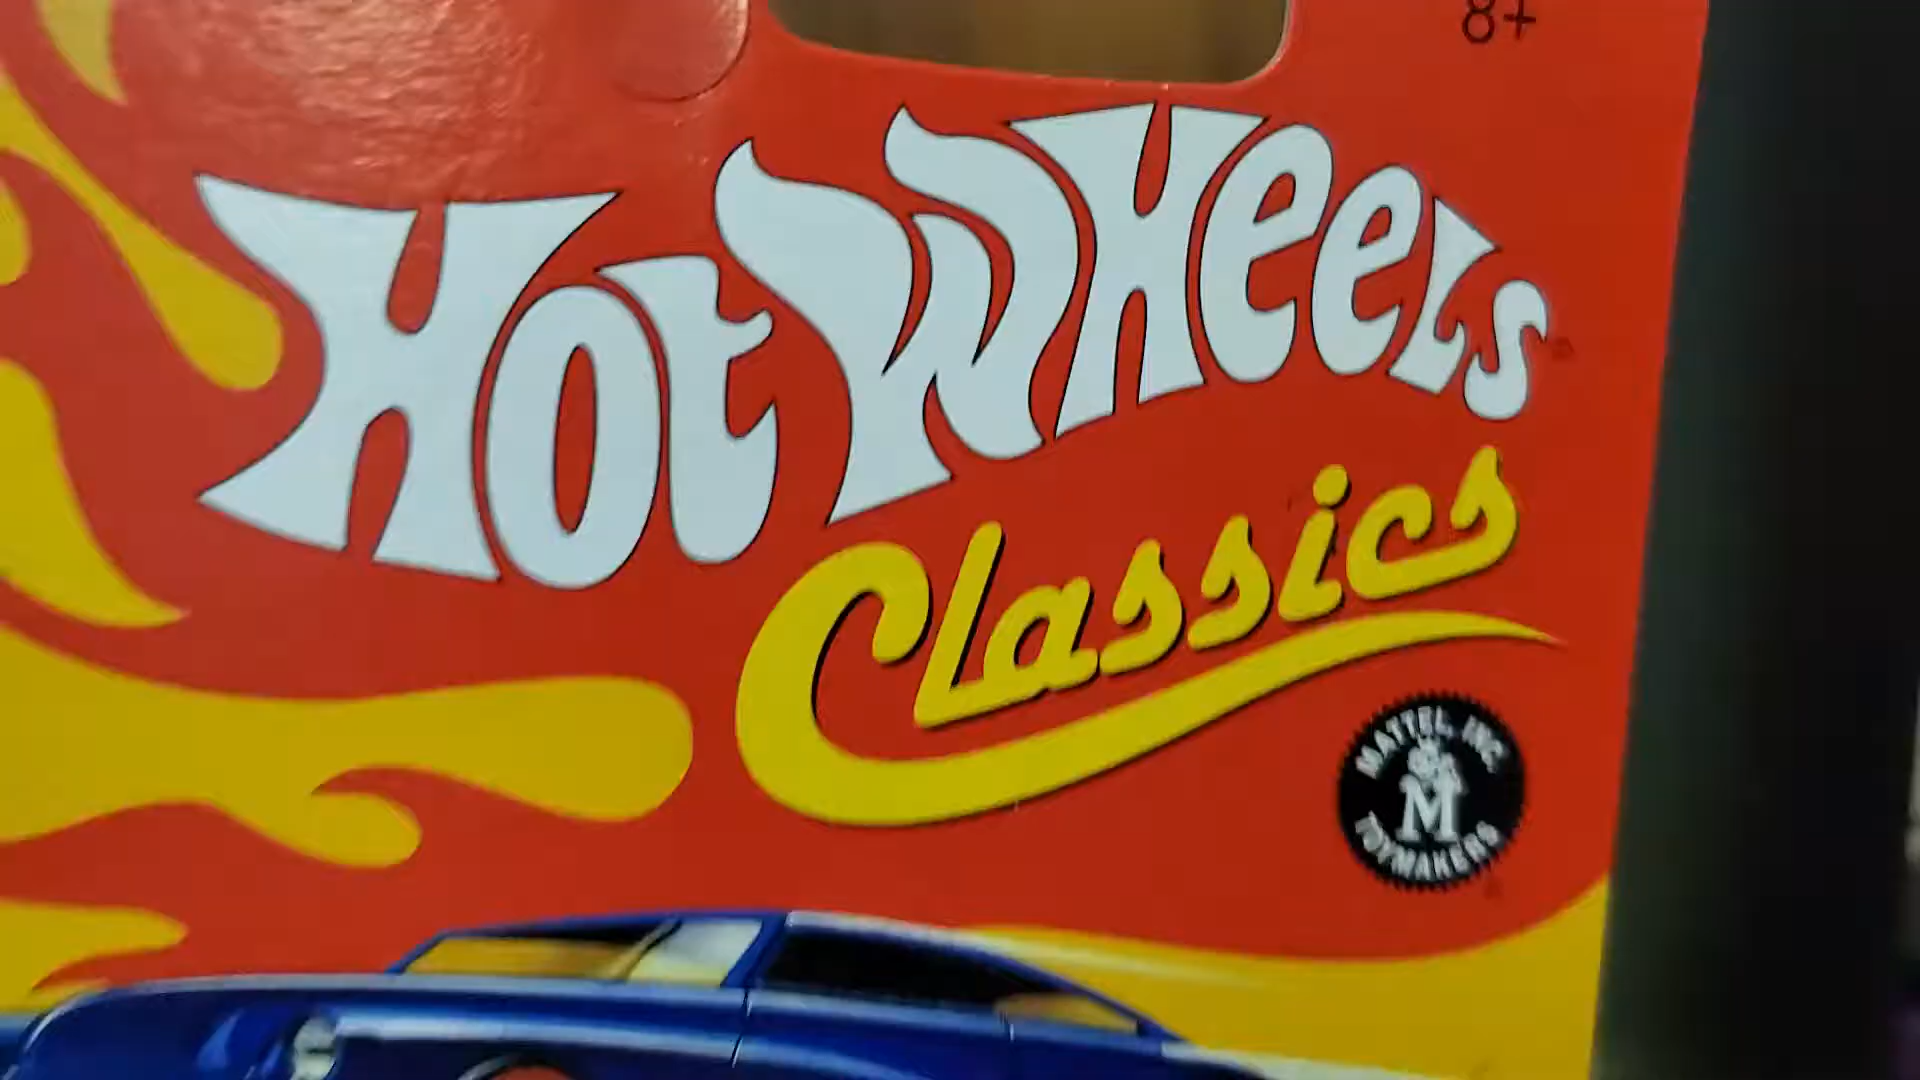 8+
Hot Wheels
Classics
MATTEL, INC.
M
TOYMAKERS